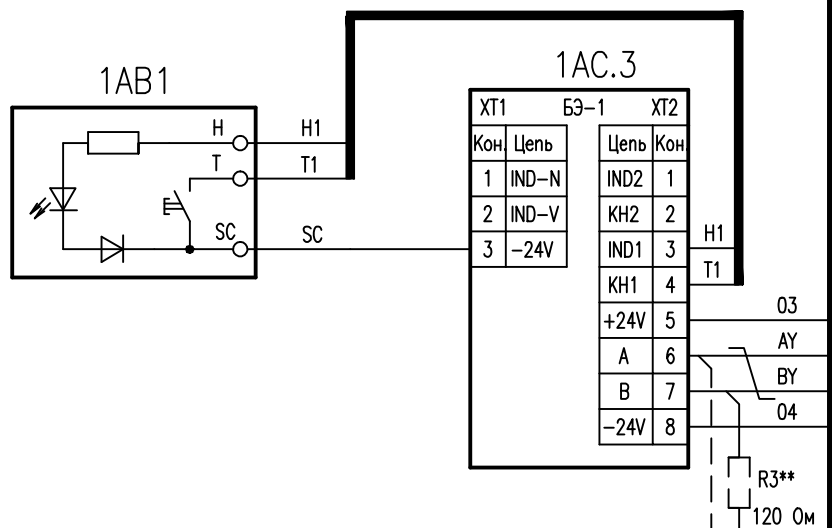 1AB1
H
H1
T
T1
SC
SC
1AC.3
XT1 БЭ-1 XT2
Кон. Цепь
1 IND-N
2 IND-V
3 -24V
Цепь Кон.
IND2 1
КН2 2
IND1 3
КН1 4
+24V 5
A 6
B 7
-24V 8
H1
T1
03
AY
BY
04
R3**
120 Ом